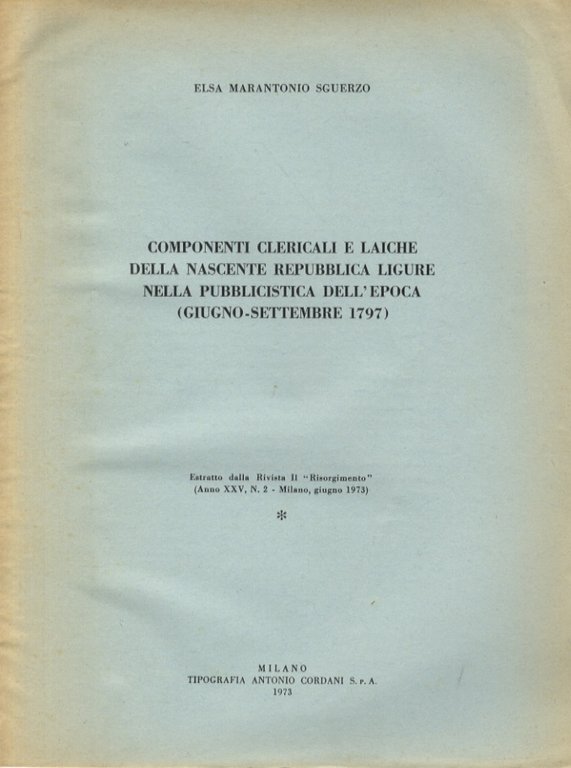 ELSA MARANTONIO SGUERZO
COMPONENTI CLERICALI E LAICHE
DELLA NASCENTE REPUBBLICA LIGURE
NELLA PUBBLICISTICA DELL'EPOCA
(GIUGNO-SETTEMBRE 1797)
Estratto dalla Rivista Il "Risorgimento"
(Anno XXV, N. 2 - Milano, giugno 1973)
*
MILANO
TIPOGRAFIA ANTONIO CORDANI S.p.A.
1973